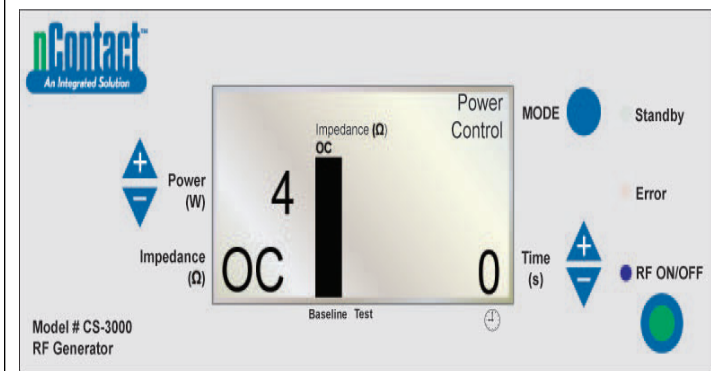 nContact™
An Integrated Solution
Power
Control
MODE
Standby
Impedance (Ω)
OC
Power
(W)
4
Error
Impedance
(Ω)
OC
0
Time
(s)
RF ON/OFF
Baseline Test
Model # CS-3000
RF Generator